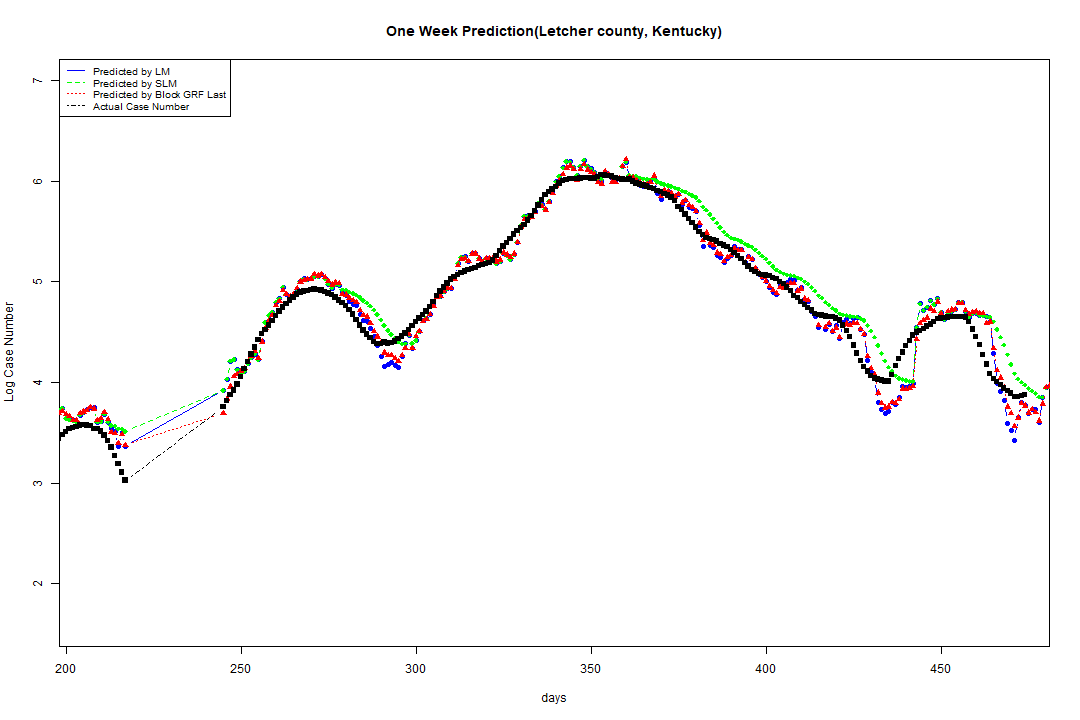 One Week Prediction(Letcher county, Kentucky)
Predicted by LM
Predicted by SLM
Predicted by Block GRF Last
Actual Case Number
7
6
5
4
3
2
Log Case Number
200 250 300 350 400 450
days